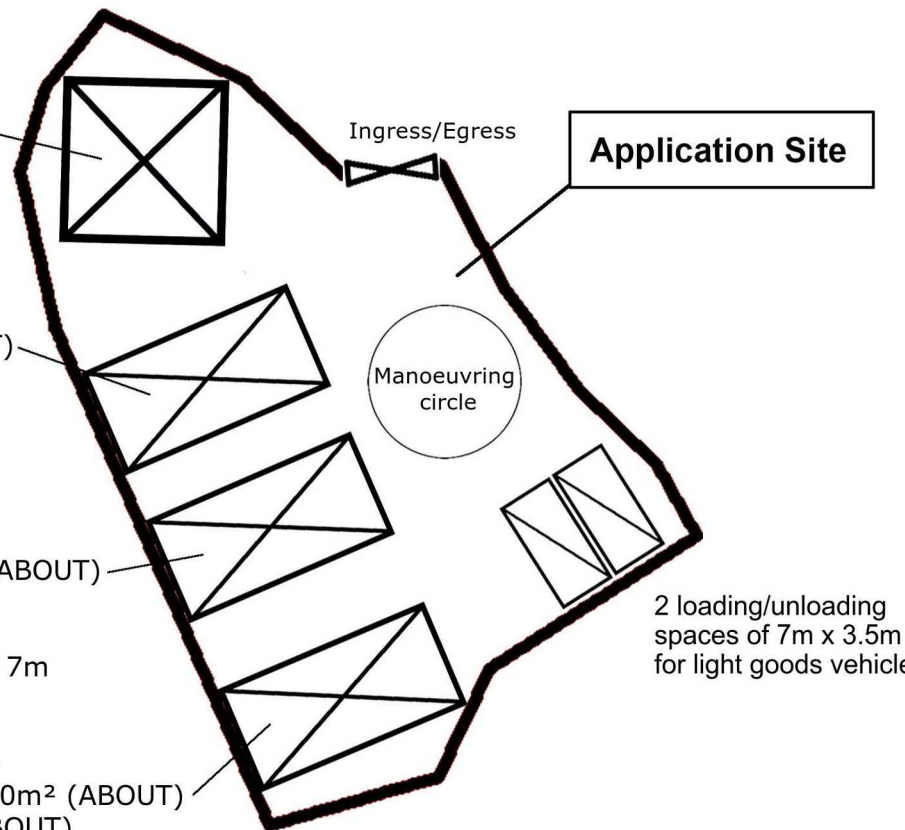 Ingress/Egress
Application Site
T)
Manoeuvring
circle
ABOUT)
2 loading/unloading
spaces of 7m x 3.5m
for light goods vehicle
7m
0m² (ABOUT)
BOUT)